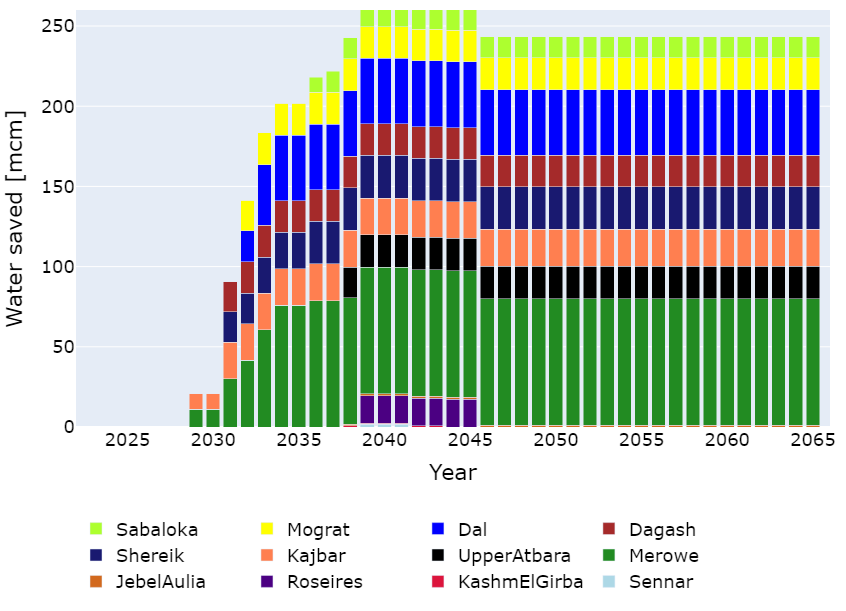 250
200
150
100
50
0
Water saved [mcm]
2025 2030 2035 2040 2045 2050 2055 2060 2065
Year
Sabaloka Mograt Dal Dagash
Shereik Kajbar UpperAtbara Merowe
JebelAulia Roseires KashmElGirba Sennar